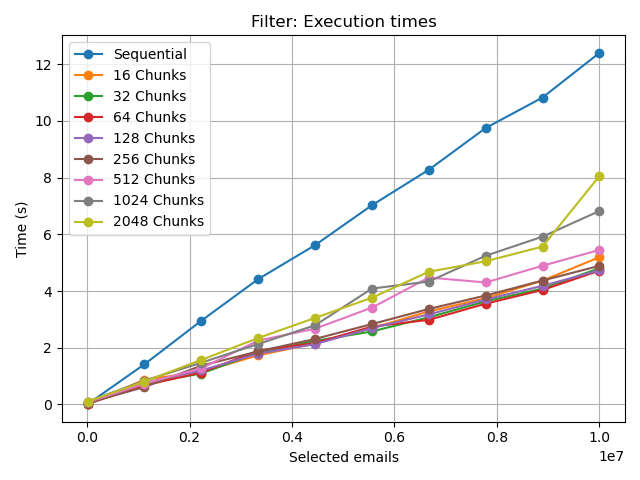 Filter: Execution times
Sequential
16 Chunks
32 Chunks
64 Chunks
128 Chunks
256 Chunks
512 Chunks
1024 Chunks
2048 Chunks
Time (s)
12
10
8
6
4
2
0
0.0 0.2 0.4 0.6 0.8 1.0
1e7
Selected emails